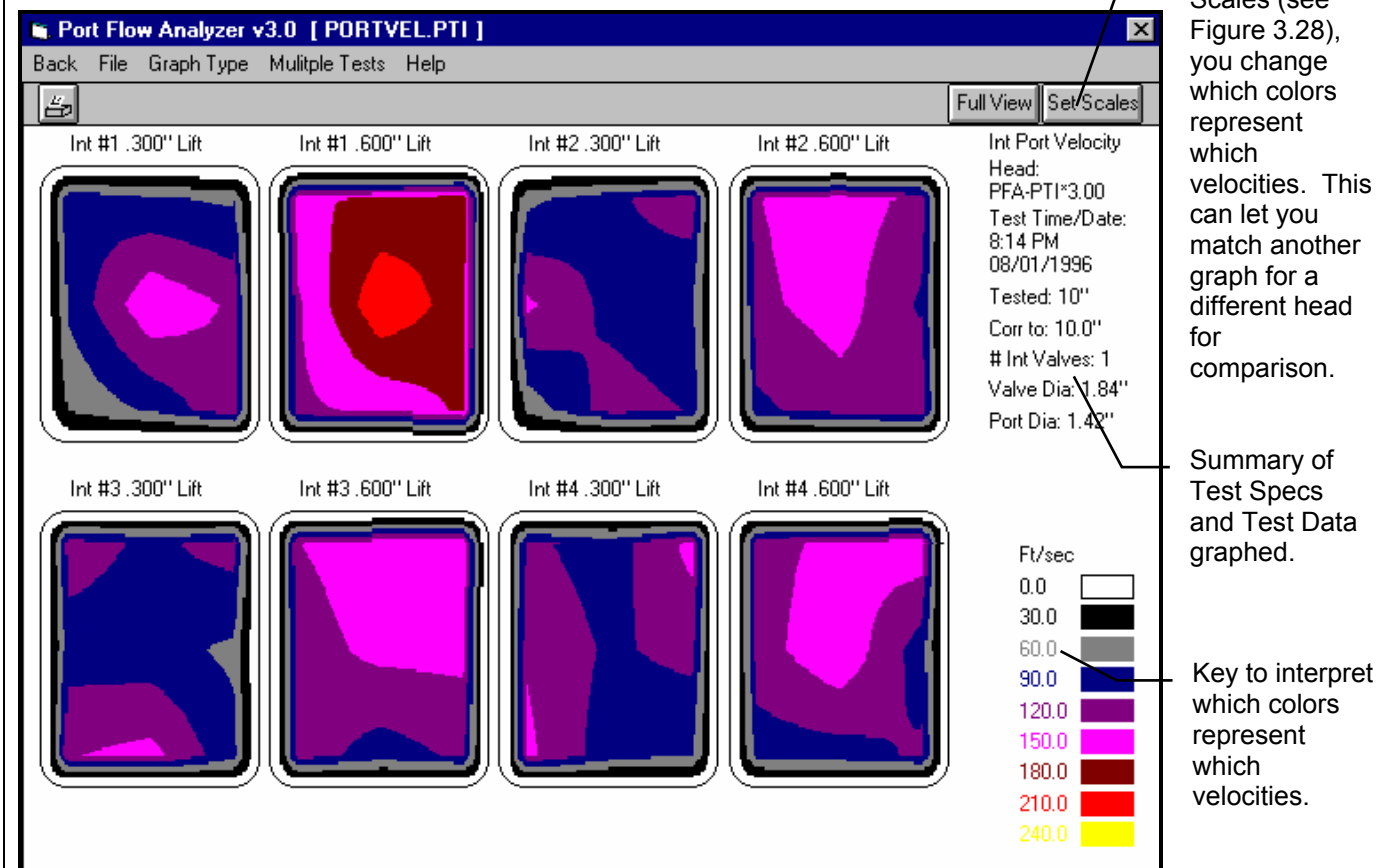 Port Flow Analyzer v3.0 [ PORTVEL.PTI ]
Back File Graph Type Mulitple Tests Help
Full View Set Scales
Int #1 .300" Lift
Int #1 .600" Lift
Int #2 .300" Lift
Int #2 .600" Lift
Int Port Velocity
Head:
PFA-PTI*3.00
Test Time/Date:
8:14 PM
08/01/1996
Tested: 10"
Corr to: 10.0"
# Int Valves: 1
Valve Dia: 1.84"
Port Dia: 1.42"
Int #3 .300" Lift
Int #3 .600" Lift
Int #4 .300" Lift
Int #4 .600" Lift
Ft/sec
0.0
30.0
60.0
90.0
120.0
150.0
180.0
210.0
240.0
Scales (see
Figure 3.28),
you change
which colors
represent
which
velocities. This
can let you
match another
graph for a
different head
for
comparison.
Summary of
Test Specs
and Test Data
graphed.
Key to interpret
which colors
represent
which
velocities.